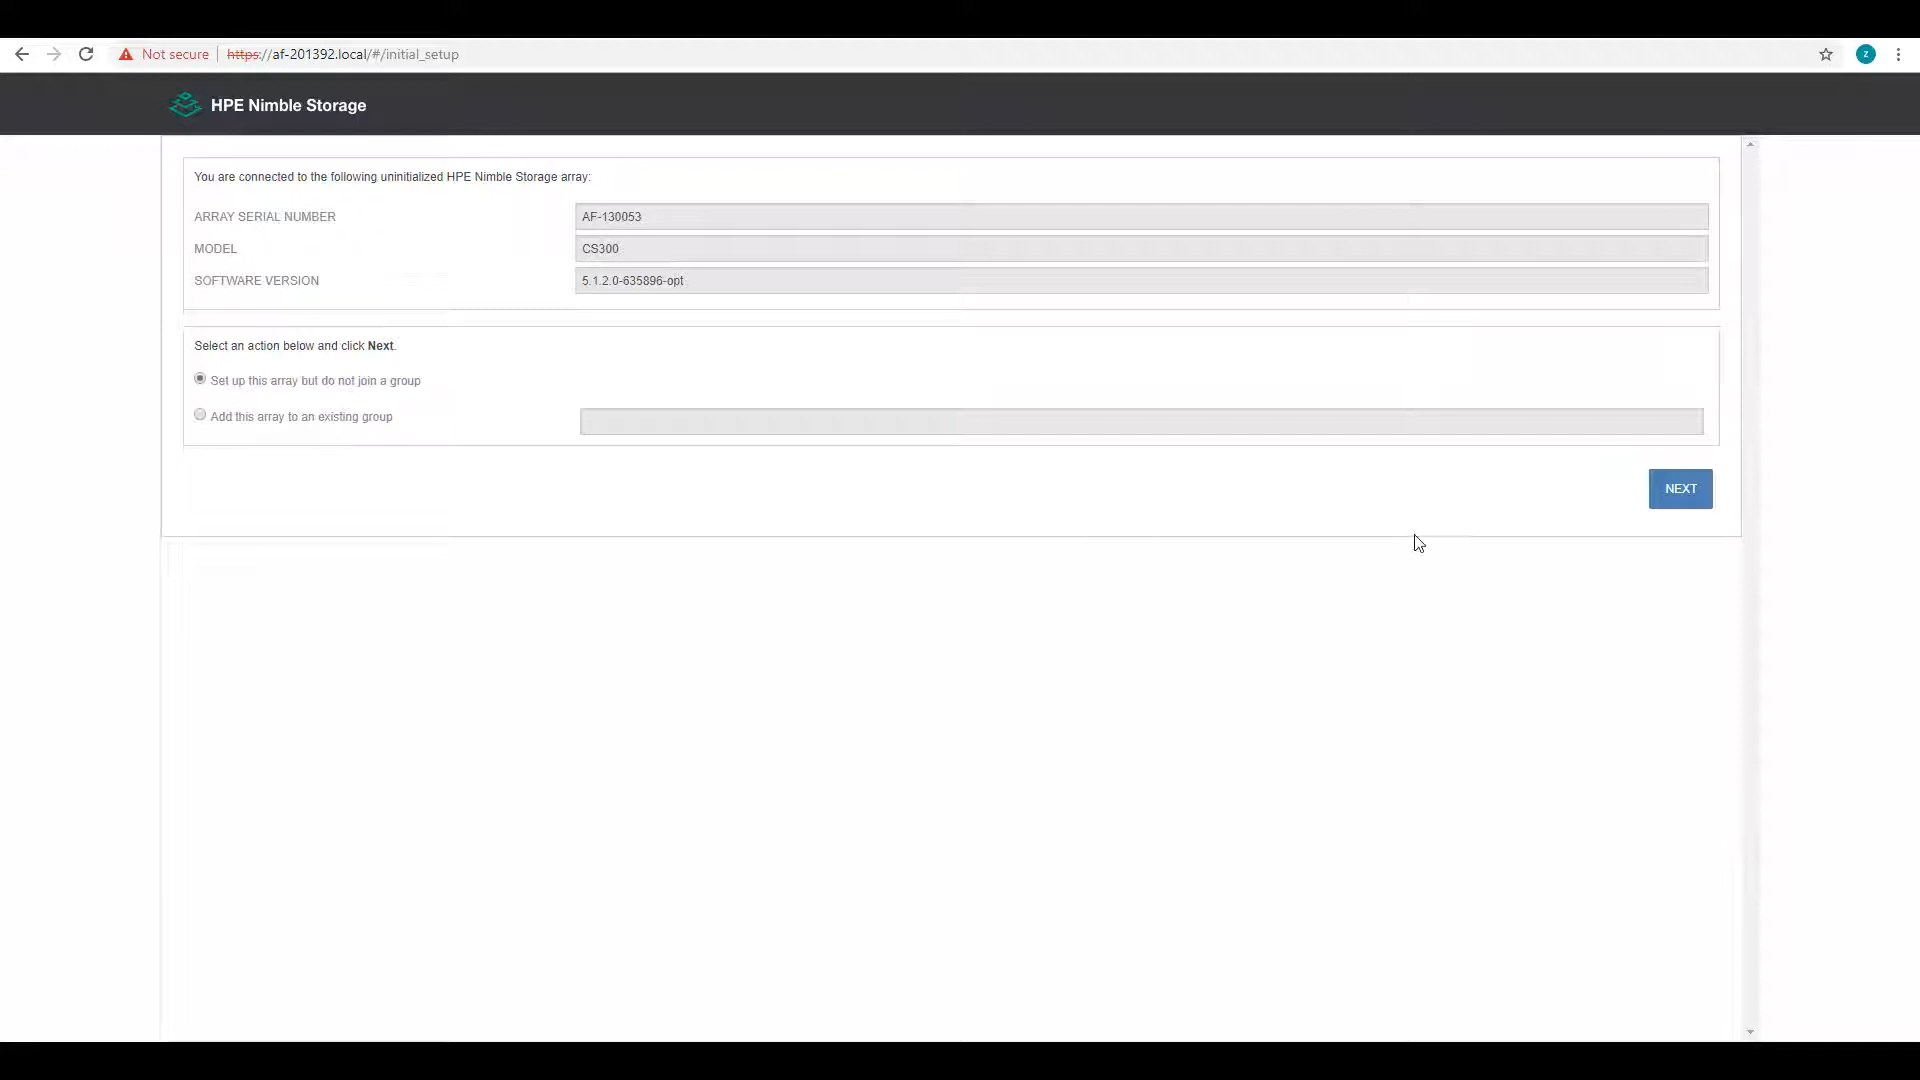 Not secure https://af-201392.local/#/initial_setup z
HPE Nimble Storage
You are connected to the following uninitialized HPE Nimble Storage array:
ARRAY SERIAL NUMBER AF-130053
MODEL CS300
SOFTWARE VERSION 5.1.2.0-635896-opt
Select an action below and click Next.
Set up this array but do not join a group
Add this array to an existing group
NEXT